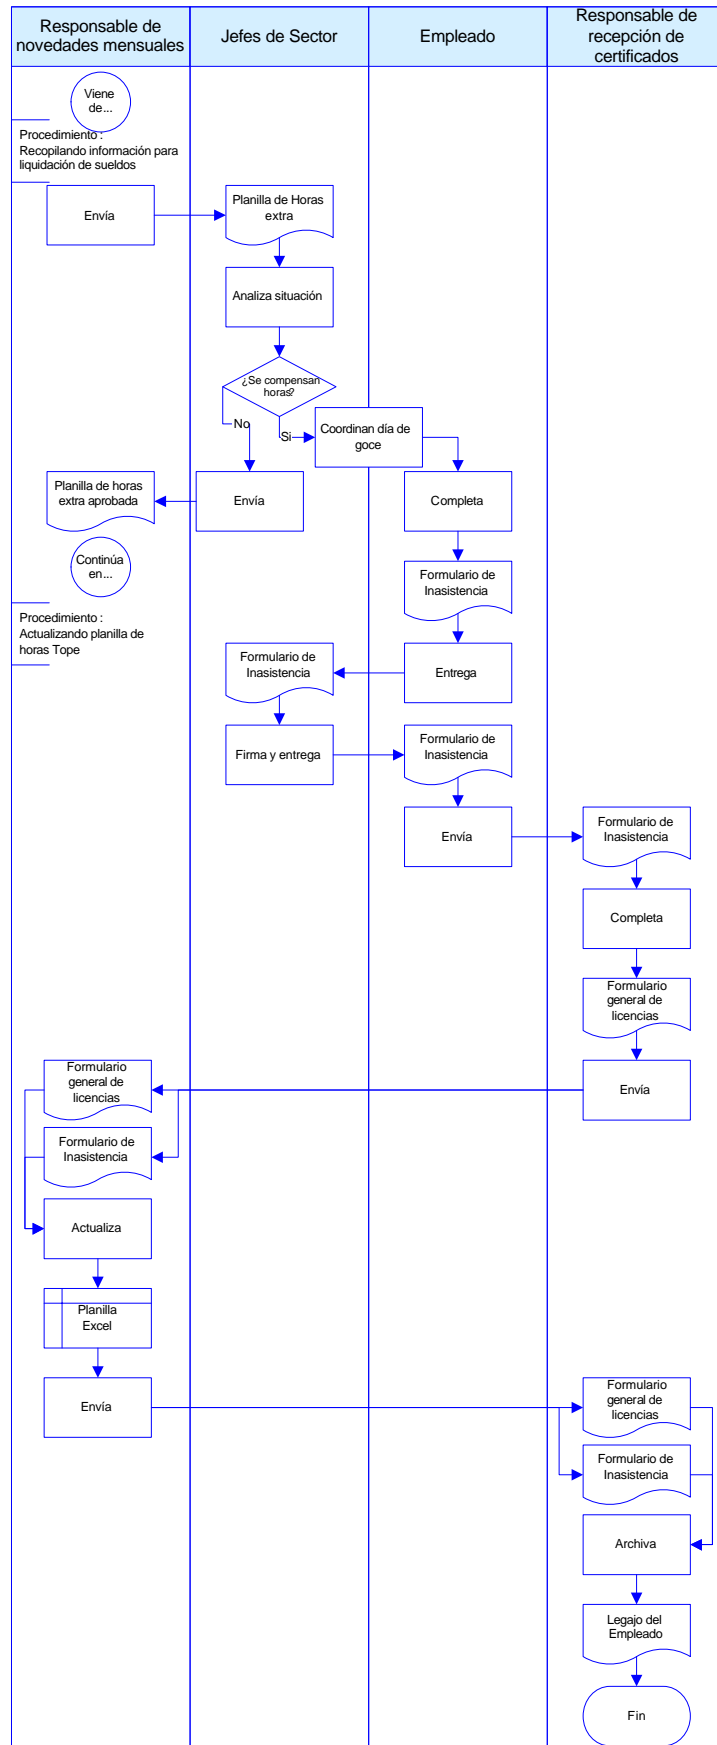 Responsable de
novedades mensuales
Jefes de Sector
Empleado
Responsable de
recepción de
certificados
Viene
de...
Procedimiento :
Recopilando información para
liquidación de sueldos
Envía
Planilla de Horas
extra
Analiza situación
¿Se compensan
horas?
No
Si
Coordinan día de
goce
Planilla de horas
extra aprobada
Envía
Completa
Continúa
en...
Formulario de
Inasistencia
Procedimiento :
Actualizando planilla de
horas Tope
Formulario de
Inasistencia
Entrega
Firma y entrega
Formulario de
Inasistencia
Envía
Formulario de
Inasistencia
Completa
Formulario
general de
licencias
Formulario
general de
licencias
Envía
Formulario de
Inasistencia
Actualiza
Planilla
Excel
Envía
Formulario
general de
licencias
Formulario de
Inasistencia
Archiva
Legajo del
Empleado
Fin